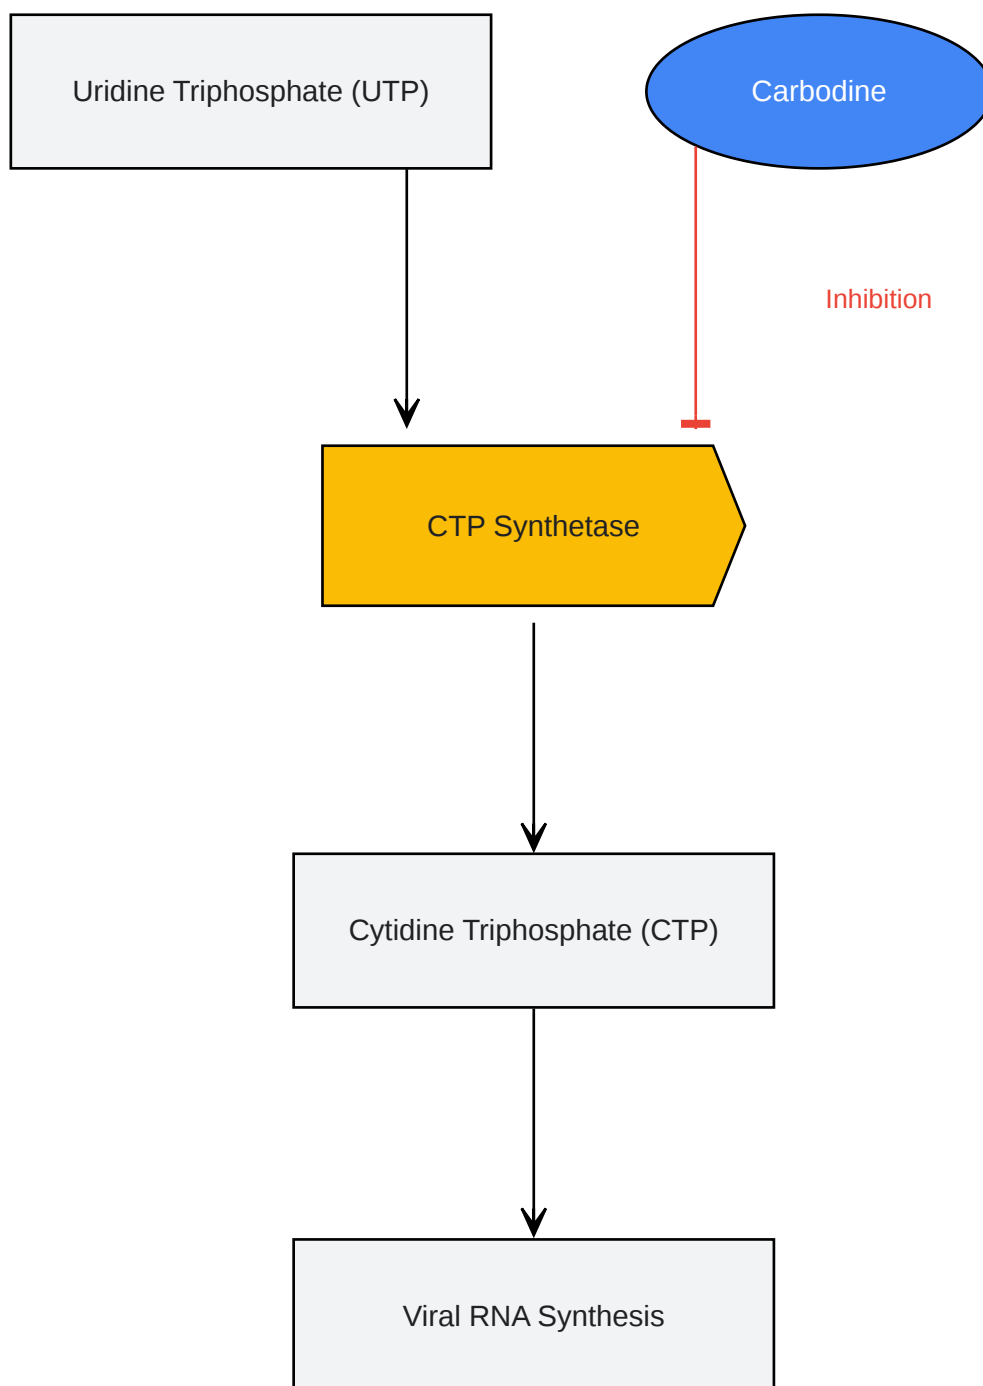 Uridine Triphosphate (UTP)
Carbodine
Inhibition
CTP Synthetase
Cytidine Triphosphate (CTP)
Viral RNA Synthesis